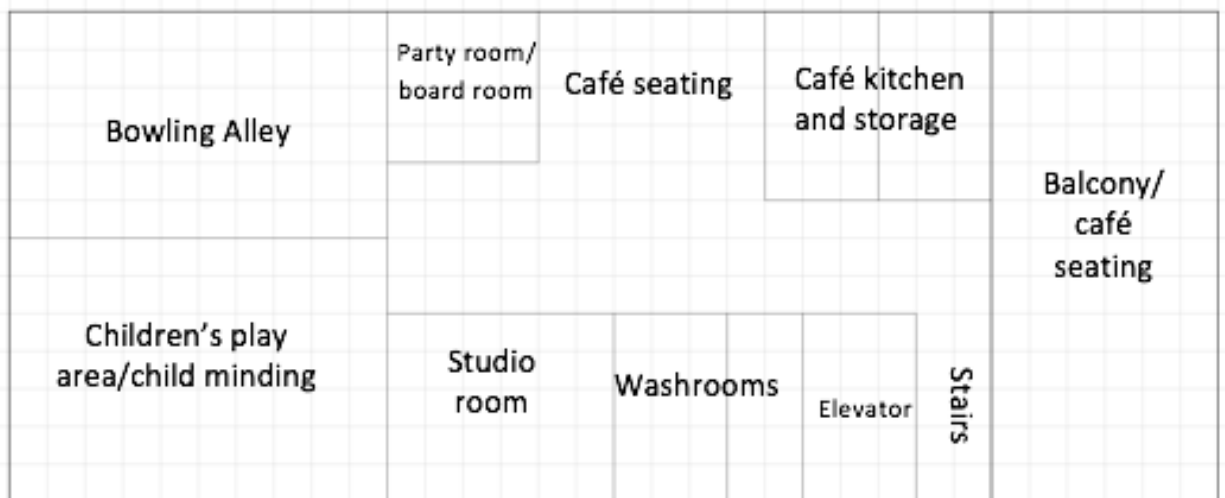 Party room/
board room
Café seating
Café kitchen
and storage
Bowling Alley
Balcony/
café
seating
Children's play
area/child minding
Studio
room
Washrooms
Elevator
Stairs